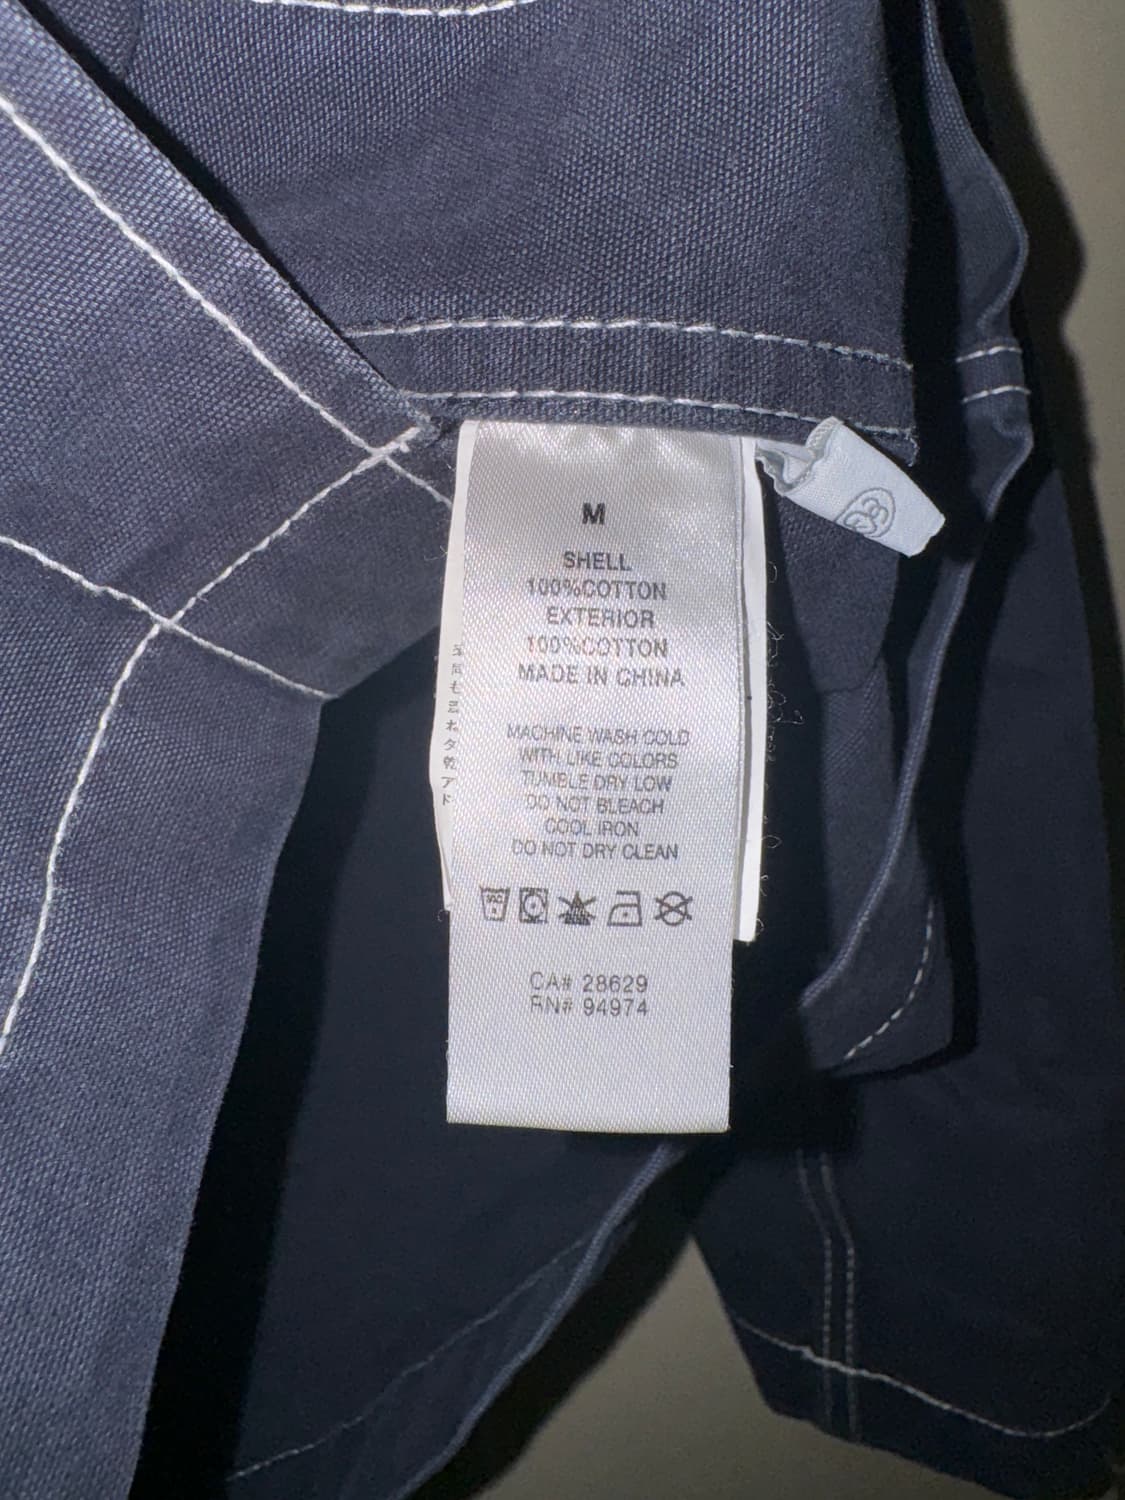 M
SHELL
100%COTTON
EXTERIOR
100%COTTON
MADE IN CHINA
MACHINE WASH COLD
WITH LIKE COLORS
TUMBLE DRY LOW
DO NOT BLEACH
COOL IRON
DO NOT DRY CLEAN
CA# 28629
RN# 94974